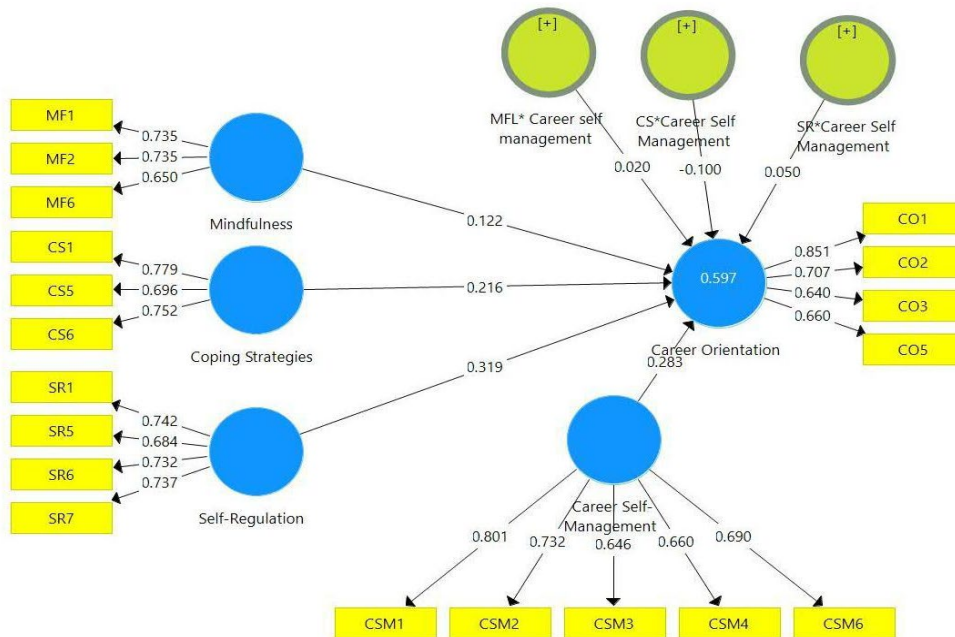 [+]
[+]
[+]
MFL* Career self
management
CS*Career Self
Management
SR*Career Self
Management
0.020
-0.100
0.050
MF1
MF2
MF6
0.735
0.735
0.650
Mindfulness
0.122
CS1
CS5
CS6
0.779
0.696
0.752
Coping Strategies
0.216
SR1
SR5
SR6
SR7
0.742
0.684
0.732
0.737
Self-Regulation
0.319
0.597
Career Orientation
0.283
0.851
0.707
0.640
0.660
CO1
CO2
CO3
CO5
Career Self-
Management
0.801
0.732
0.646
0.660
0.690
CSM1
CSM2
CSM3
CSM4
CSM6